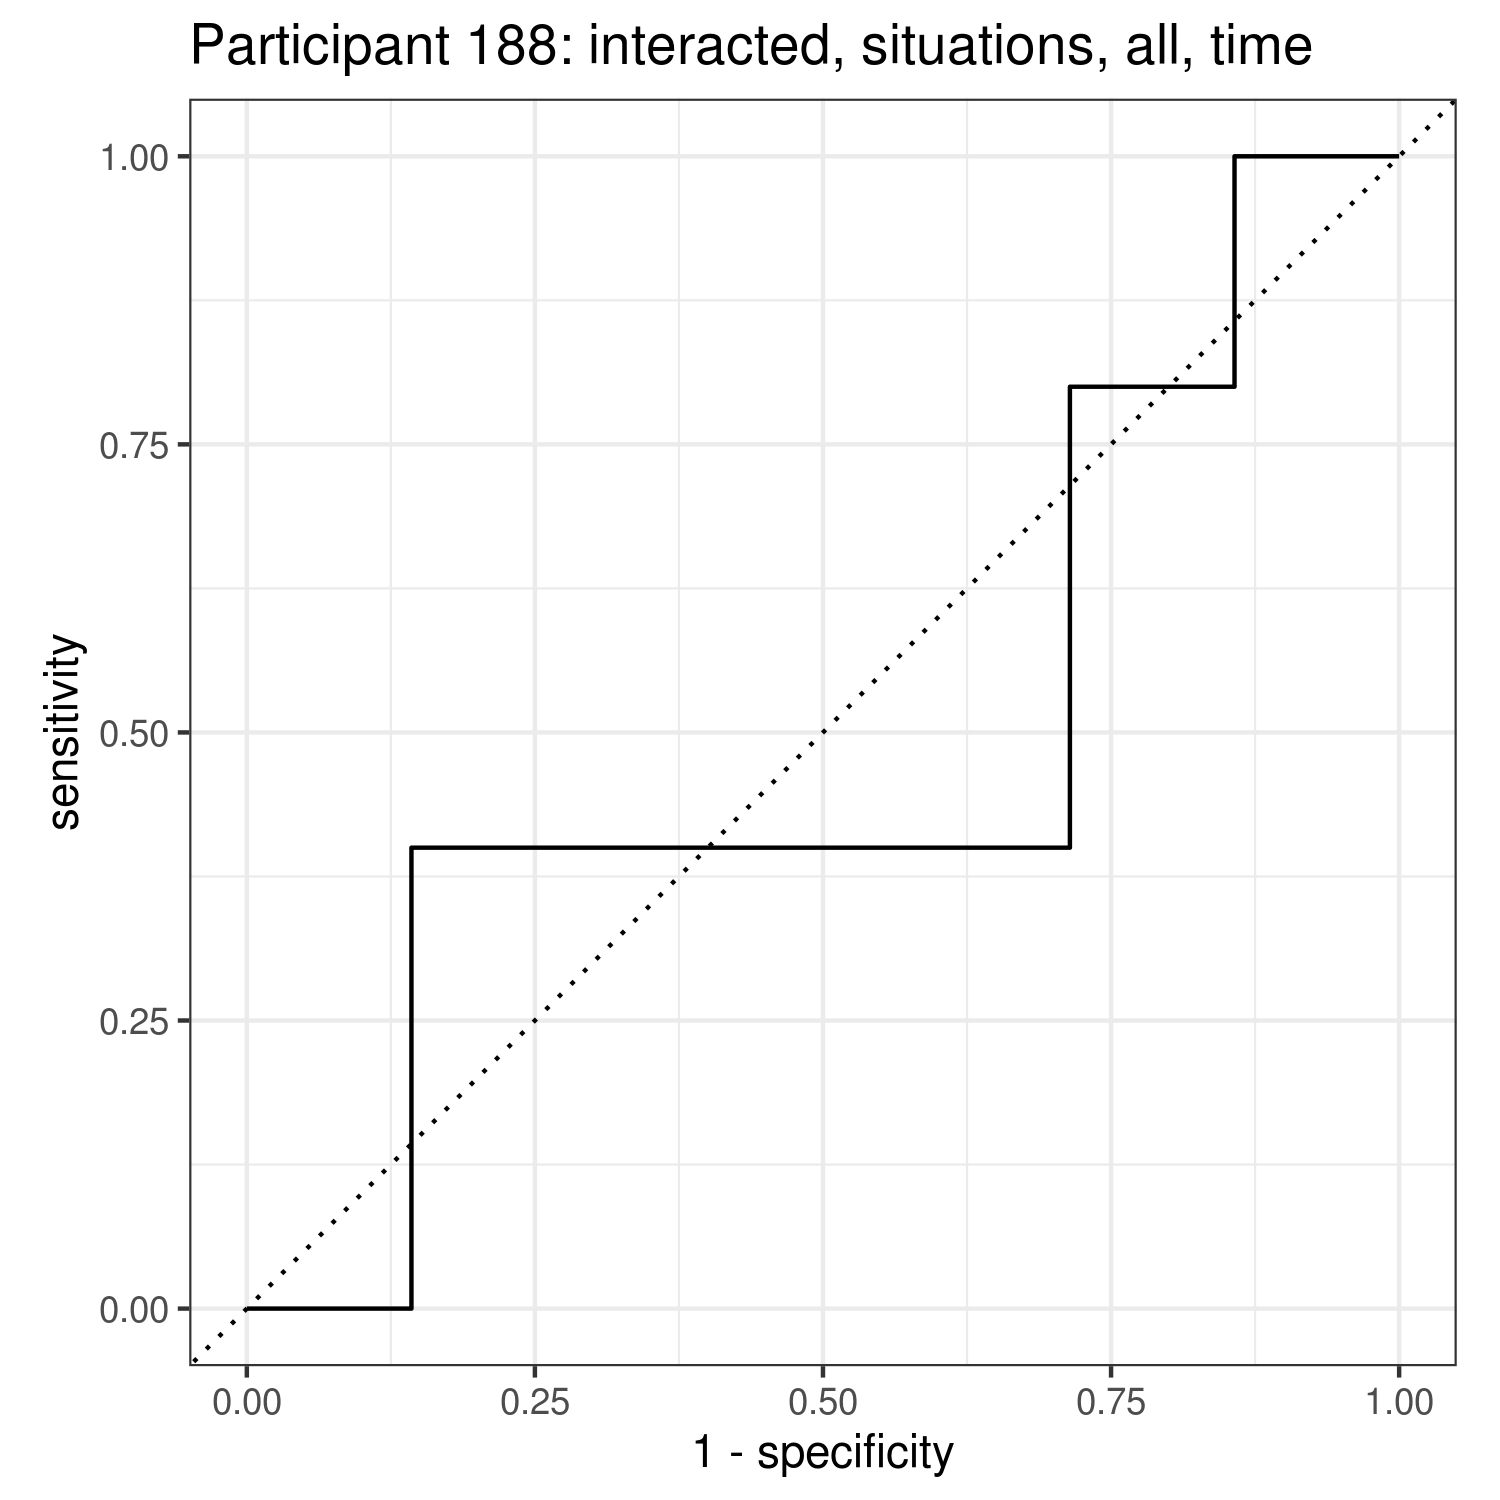 Participant 188: interacted, situations, all, time
1.00
0.75
0.50
0.25
0.00
sensitivity
0.00 0.25 0.50 0.75 1.00
1 - specificity